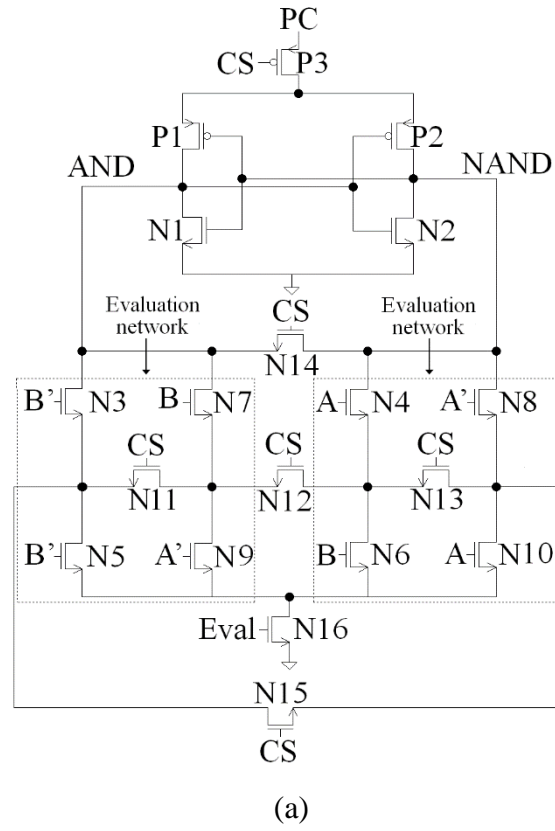 PC
CS P3
P1 P2
AND NAND
N1 N2
Evaluation network CS Evaluation network
N14
B' N3 B N7 A N4 A' N8
CS CS CS
N11 N12 N13
B' N5 A' N9 B N6 A N10
Eval N16
N15
CS
(a)